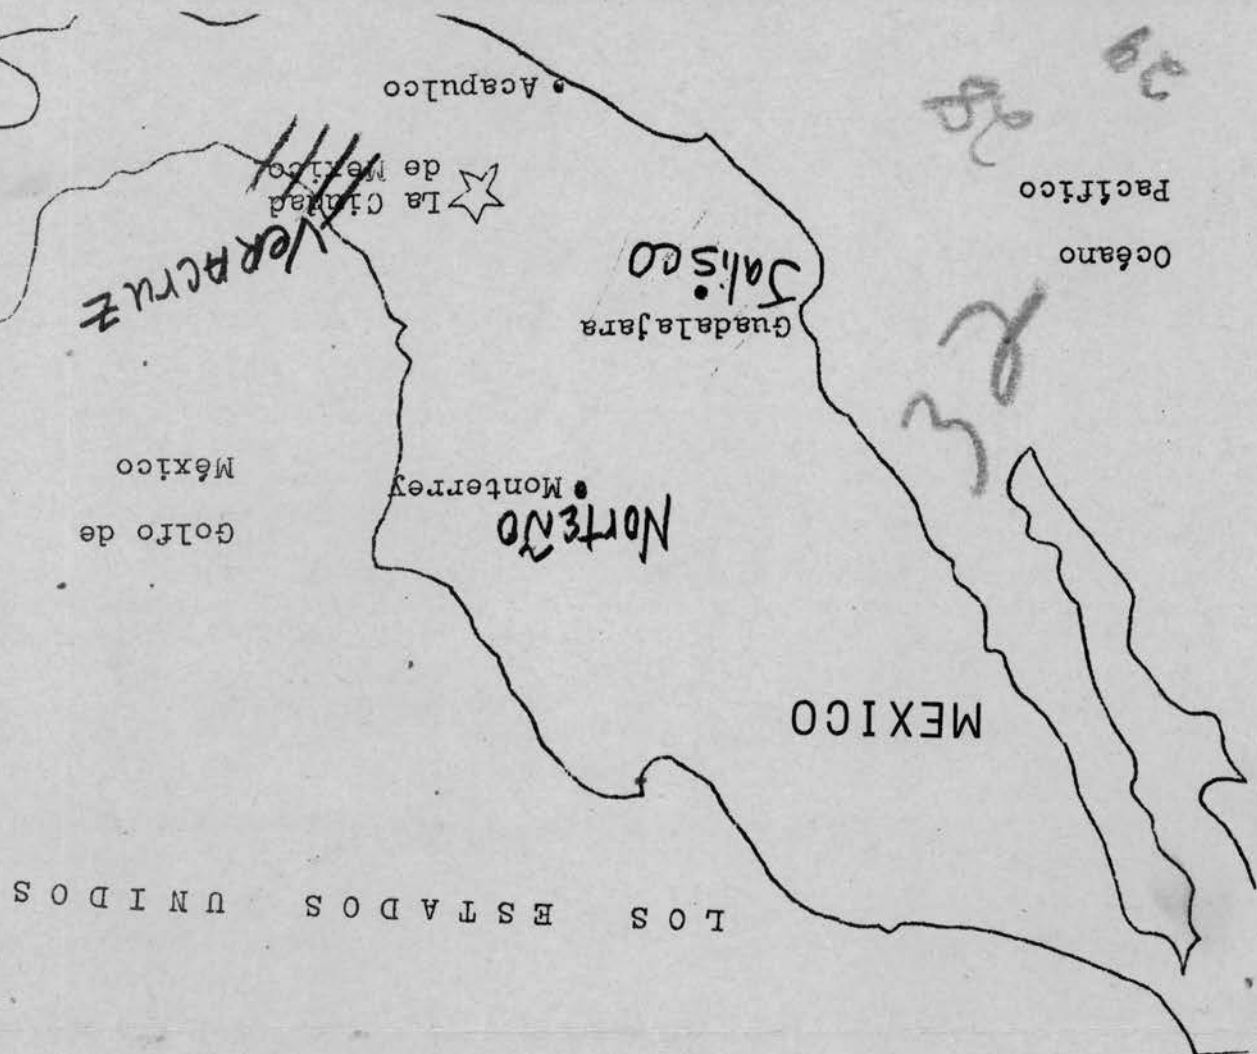 LOS ESTADOS UNIDOS
MEXICO
Norteño
Monterrey
Golfo de
México
Guadalajara
Jalisco
Océano
Pacífico
Veracruz
La Ciudad
de México
Acapulco